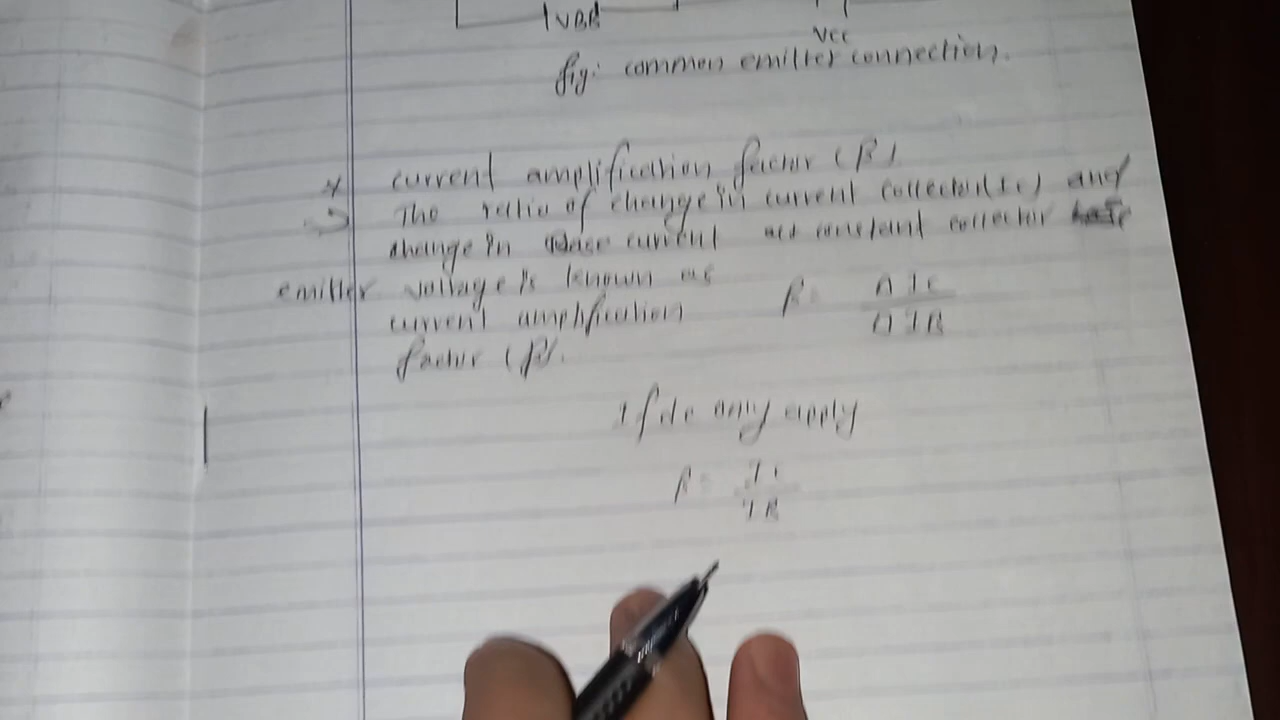 VBB
Vcc
fig: common emitter connection.
* current amplification factor (β)
→ The ratio of change in current collector (Ic) and
change in Base current at constant collector
emitter voltage is known as
current amplification
factor (β).
β = ΔIc
ΔIB
If dc only apply
β = Ic
IB